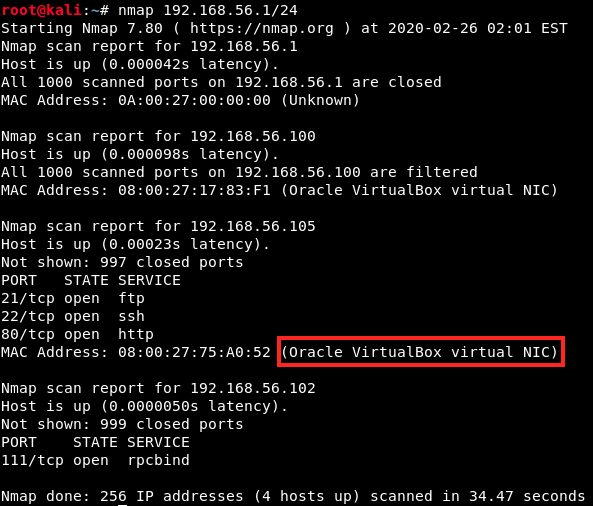 root@kali:~# nmap 192.168.56.1/24
Starting Nmap 7.80 ( https://nmap.org ) at 2020-02-26 02:01 EST
Nmap scan report for 192.168.56.1
Host is up (0.000042s latency).
All 1000 scanned ports on 192.168.56.1 are closed
MAC Address: 0A:00:27:00:00:00 (Unknown)

Nmap scan report for 192.168.56.100
Host is up (0.000098s latency).
All 1000 scanned ports on 192.168.56.100 are filtered
MAC Address: 08:00:27:17:83:F1 (Oracle VirtualBox virtual NIC)

Nmap scan report for 192.168.56.105
Host is up (0.00023s latency).
Not shown: 997 closed ports
PORT   STATE SERVICE
21/tcp open  ftp
22/tcp open  ssh
80/tcp open  http
MAC Address: 08:00:27:75:A0:52 (Oracle VirtualBox virtual NIC)

Nmap scan report for 192.168.56.102
Host is up (0.0000050s latency).
Not shown: 999 closed ports
PORT    STATE SERVICE
111/tcp open  rpcbind

Nmap done: 256 IP addresses (4 hosts up) scanned in 34.47 seconds